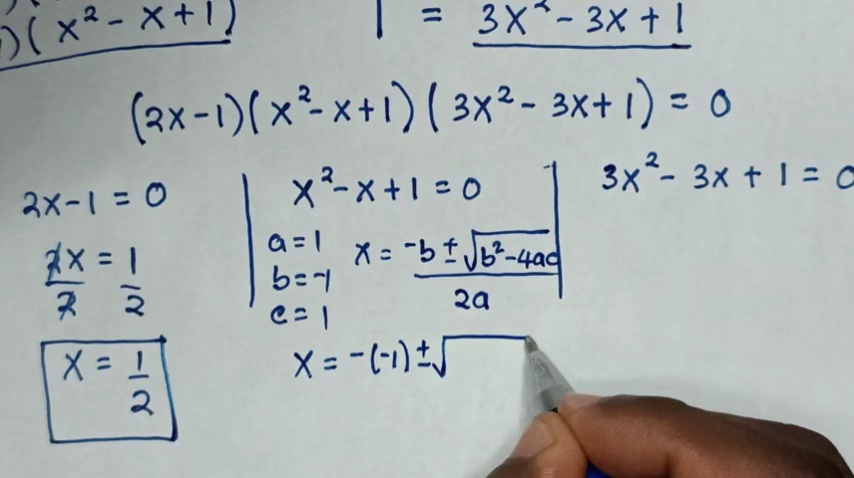 )(x² - x + 1) 1 = 3x² - 3x + 1
(2x-1)(x² - x + 1)(3x² - 3x + 1) = 0
2x - 1 = 0
2x/2 = 1/2
x = 1/2
x² - x + 1 = 0
a = 1
b = -1
c = 1
x = -b ± √b² - 4ac / 2a
x = -(-1) ± √
3x² - 3x + 1 = 0